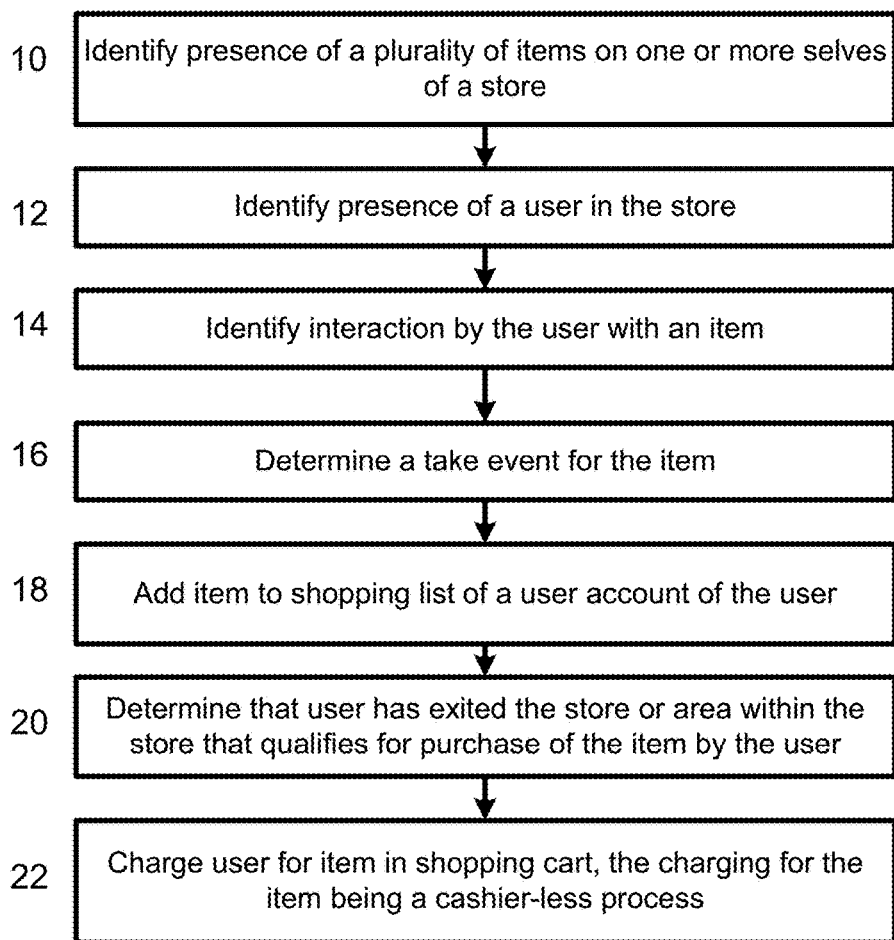 10
Identify presence of a plurality of items on one or more selves
of a store
12
Identify presence of a user in the store
14
Identify interaction by the user with an item
16
Determine a take event for the item
18
Add item to shopping list of a user account of the user
20
Determine that user has exited the store or area within the
store that qualifies for purchase of the item by the user
22
Charge user for item in shopping cart, the charging for the
item being a cashier-less process